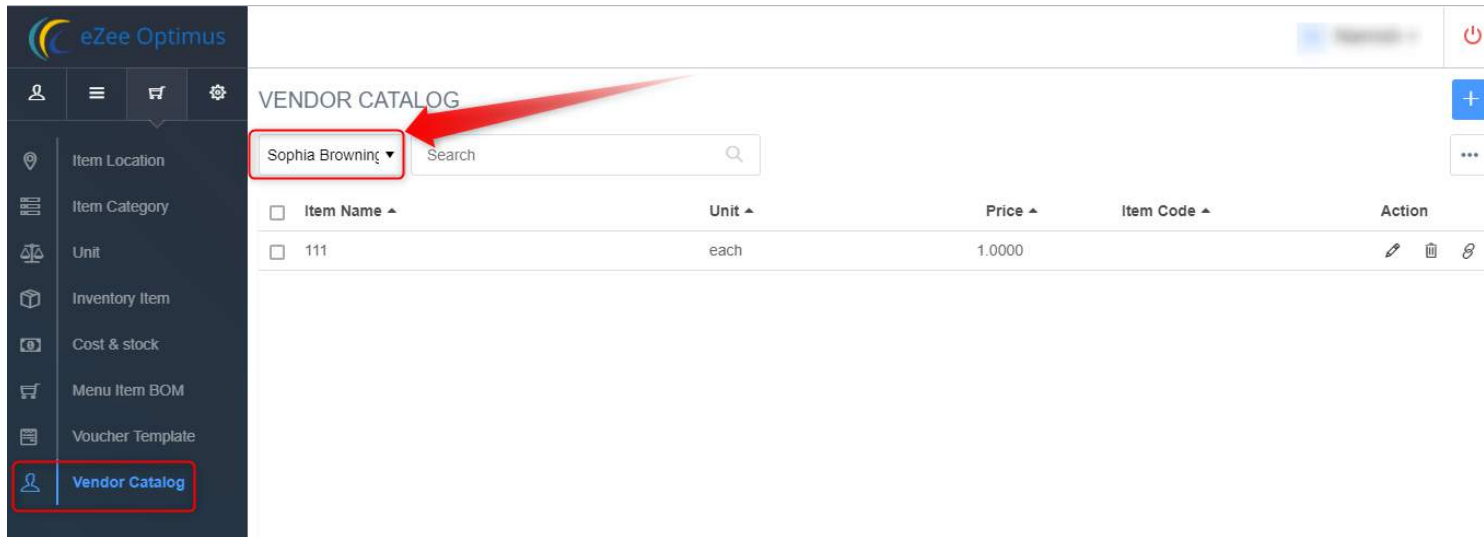 eZee Optimus
VENDOR CATALOG
Sophia Browning
Search
Item Location
Item Category
Unit
Inventory Item
Cost & stock
Menu Item BOM
Voucher Template
Vendor Catalog
Item Name Unit Price Item Code Action
111 each 1.0000